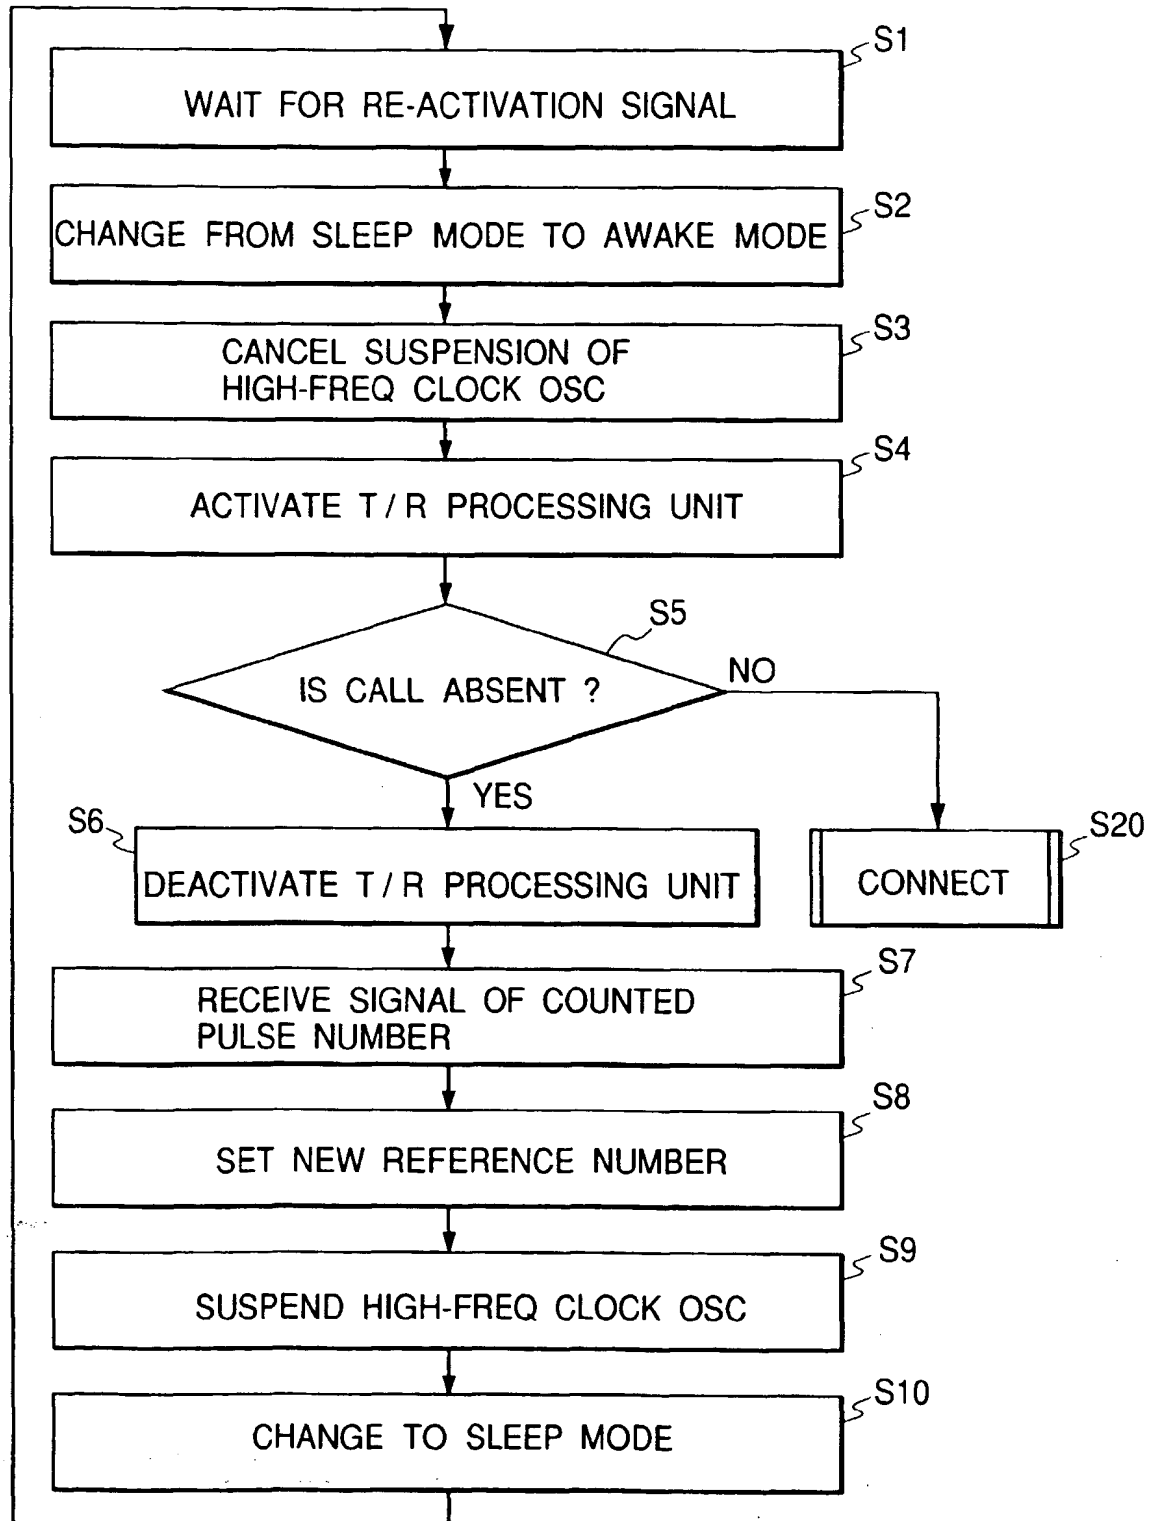 S1
WAIT FOR RE-ACTIVATION SIGNAL
S2
CHANGE FROM SLEEP MODE TO AWAKE MODE
S3
CANCEL SUSPENSION OF
HIGH-FREQ CLOCK OSC
S4
ACTIVATE T/R PROCESSING UNIT
S5
IS CALL ABSENT ?
NO
YES
S6
DEACTIVATE T/R PROCESSING UNIT
S20
CONNECT
S7
RECEIVE SIGNAL OF COUNTED
PULSE NUMBER
S8
SET NEW REFERENCE NUMBER
S9
SUSPEND HIGH-FREQ CLOCK OSC
S10
CHANGE TO SLEEP MODE